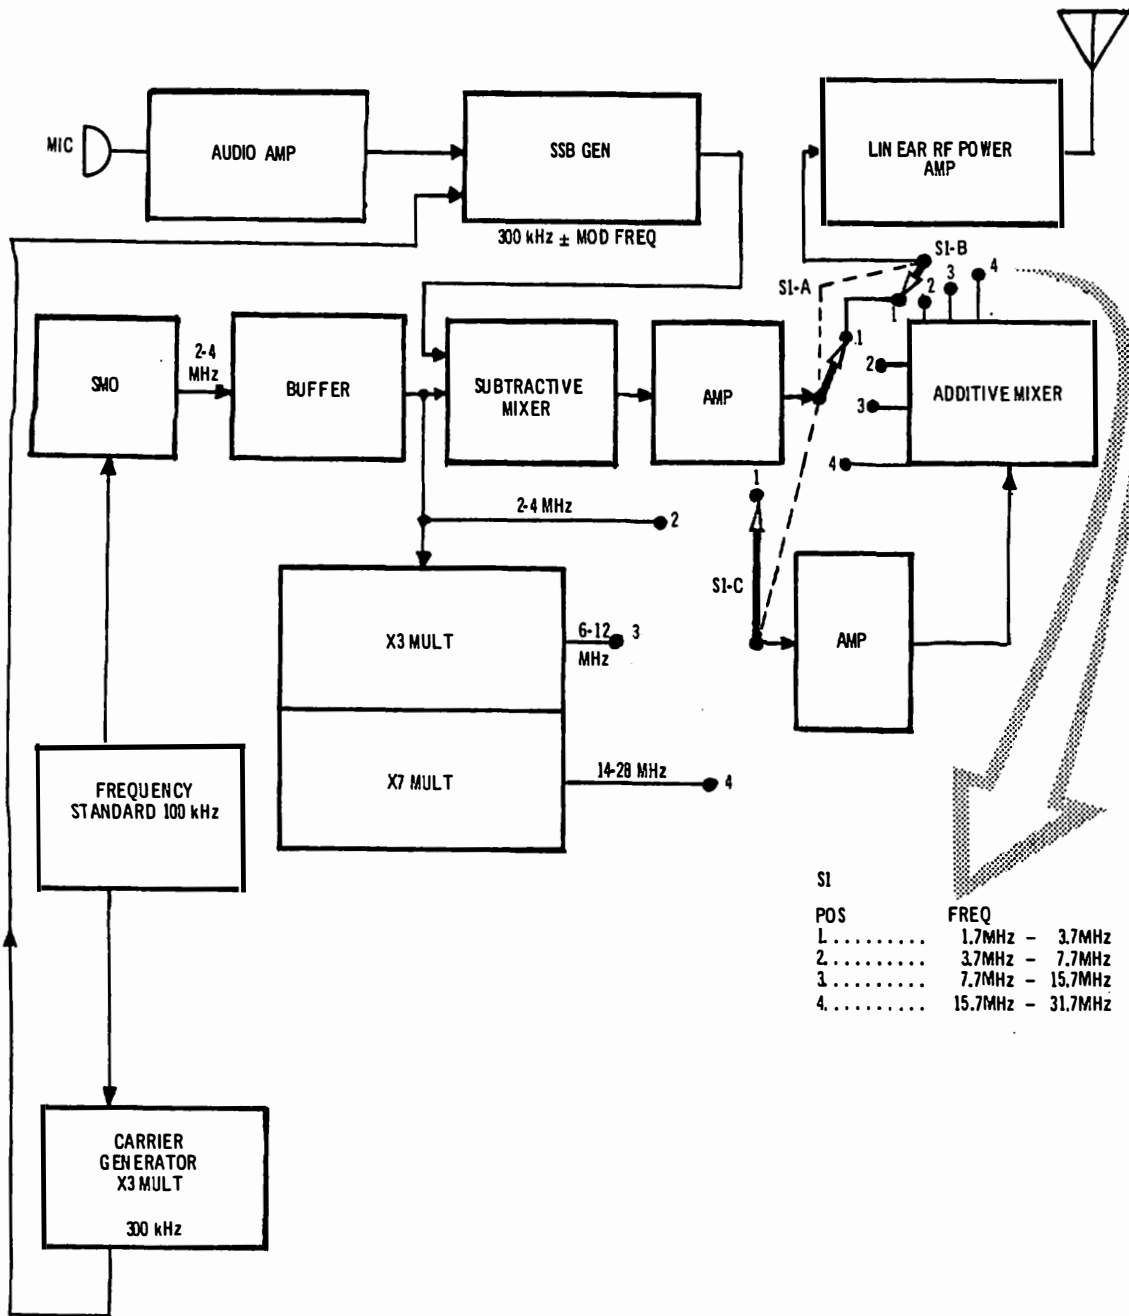 MIC
AUDIO AMP
SSB GEN
LINEAR RF POWER
AMP
300 kHz ± MOD FREQ
S1-B
S1-A
1
2
3
4
SMO
2-4
MHz
BUFFER
SUBTRACTIVE
MIXER
AMP
1
2
3
4
ADDITIVE MIXER
2-4 MHz
2
1
S1-C
X3 MULT
6-12
MHz
3
AMP
X7 MULT
14-28 MHz
4
FREQUENCY
STANDARD 100 kHz
S1
POS FREQ
1.......... 1.7MHz - 3.7MHz
2.......... 3.7MHz - 7.7MHz
3.......... 7.7MHz - 15.7MHz
4.......... 15.7MHz - 31.7MHz
CARRIER
GENERATOR
X3 MULT
300 kHz